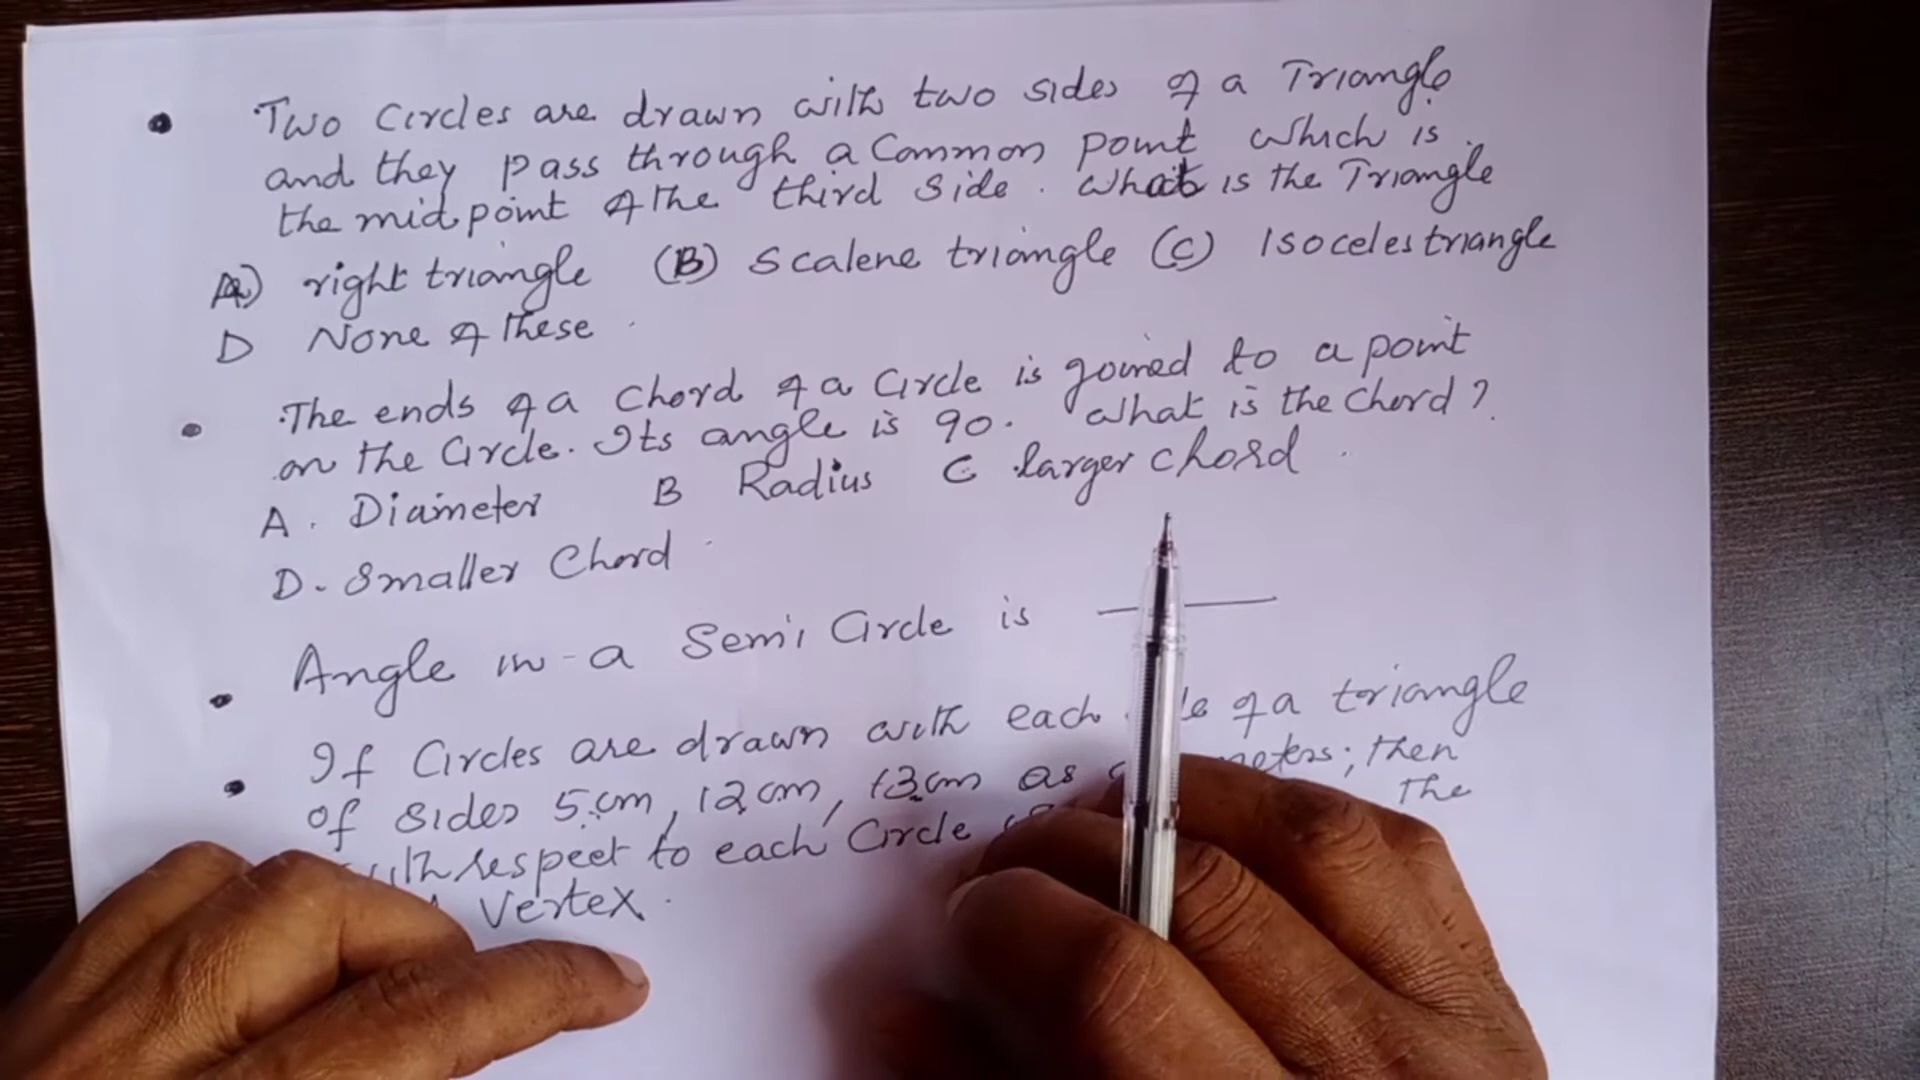 Two Circles are drawn with two sides of a Triangle
and they pass through a Common point which is
the midpoint of the third side. What is the Triangle
A) right triangle (B) Scalene triangle (C) Isoceles triangle
D None of these
The ends of a Chord of a Circle is joined to a point
on the Circle. Its angle is 90. What is the Chord?
A. Diameter B Radius C larger chord
D. Smaller Chord
Angle in a Semi Circle is
If Circles are drawn with each of a triangle
of sides 5cm, 12cm, 13cm as ; then
respect to each Circle the
Vertex.